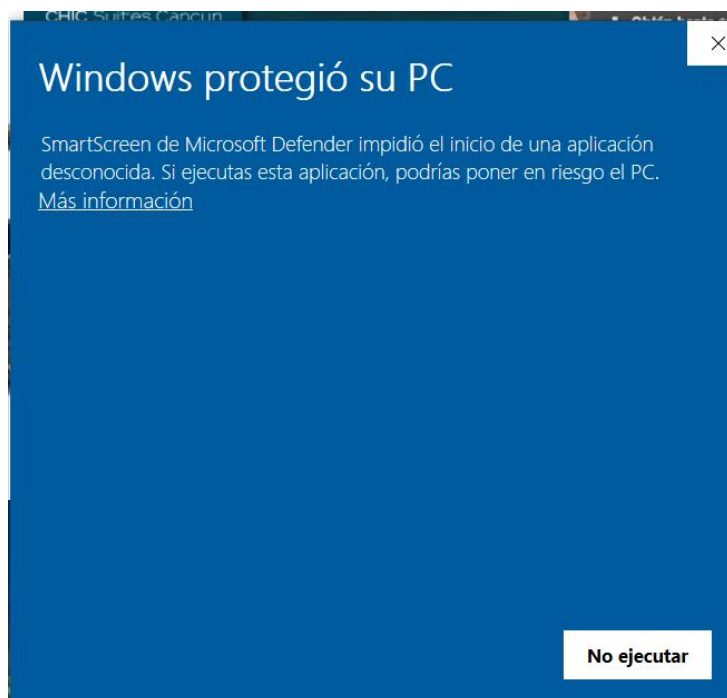 CHIC Suites Cancun
Windows protegió su PC
SmartScreen de Microsoft Defender impidió el inicio de una aplicación
desconocida. Si ejecutas esta aplicación, podrías poner en riesgo el PC.
Más información
No ejecutar